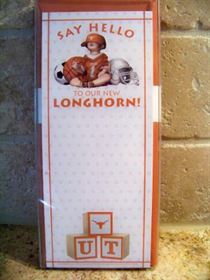 SAY HELLO
TO OUR NEW
LONGHORN!
U T